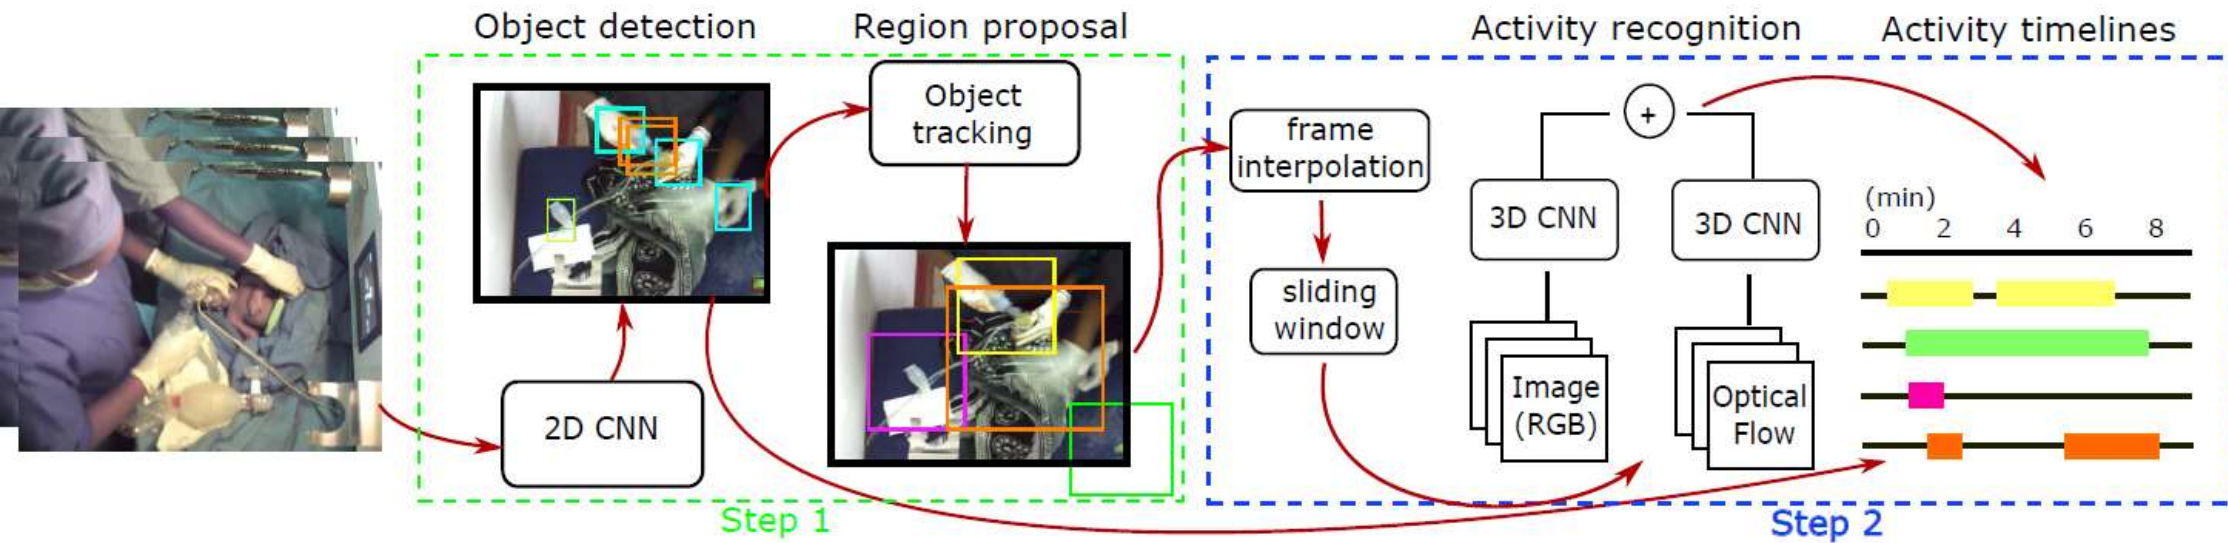 Object detection
Region proposal
Activity recognition
Activity timelines
Object
tracking
2D CNN
Step 1
frame
interpolation
sliding
window
+
3D CNN
3D CNN
Image
(RGB)
Optical
Flow
(min)
0 2 4 6 8
Step 2